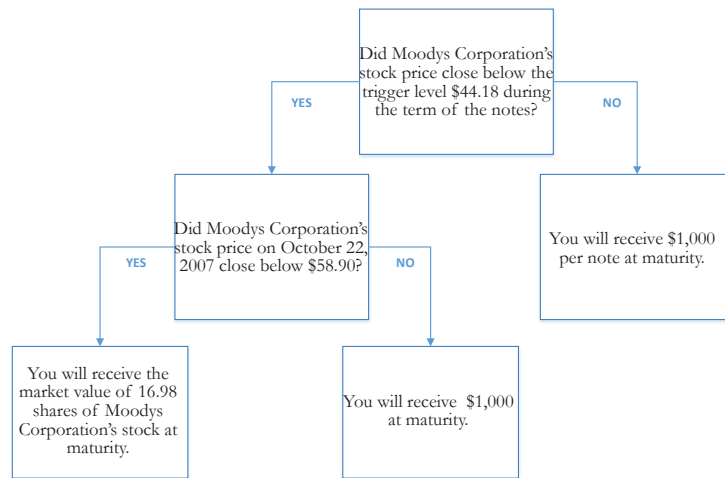 Did Moodys Corporation's
stock price close below the
trigger level $44.18 during
the term of the notes?
YES
NO
Did Moodys Corporation's
stock price on October 22,
2007 close below $58.90?
You will receive $1,000
per note at maturity.
YES
NO
You will receive the
market value of 16.98
shares of Moodys
Corporation's stock at
maturity.
You will receive $1,000
at maturity.